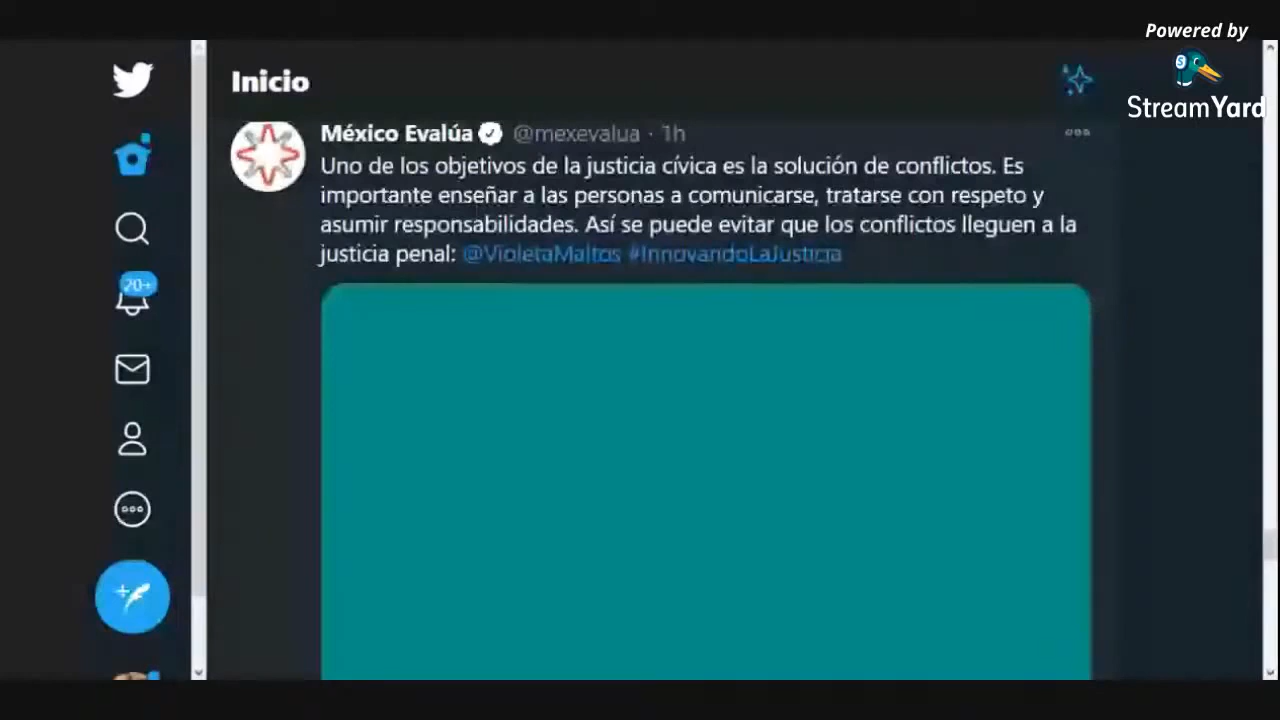 Powered by
StreamYard
Inicio
México Evalúa @mexevalua · 1h
Uno de los objetivos de la justicia cívica es la solución de conflictos. Es
importante enseñar a las personas a comunicarse, tratarse con respeto y
asumir responsabilidades. Así se puede evitar que los conflictos lleguen a la
justicia penal: @VioletaMaltos #InnovandoLaJusticia
20+